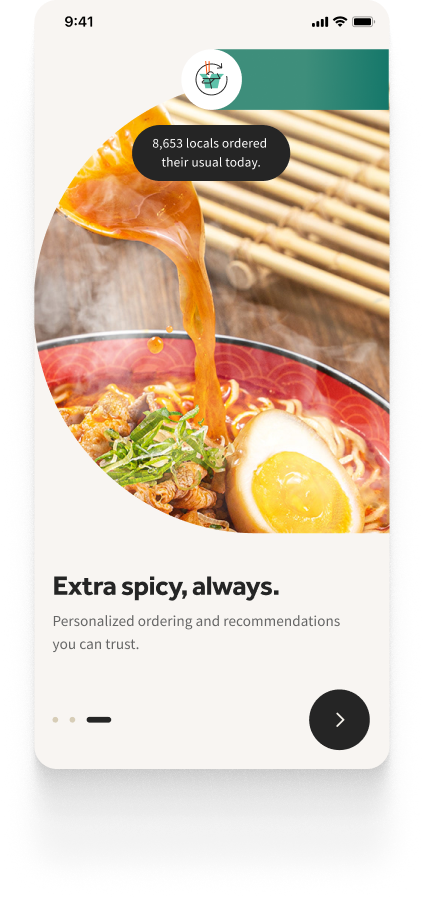 9:41
8,653 locals ordered
their usual today.
Extra spicy, always.
Personalized ordering and recommendations
you can trust.